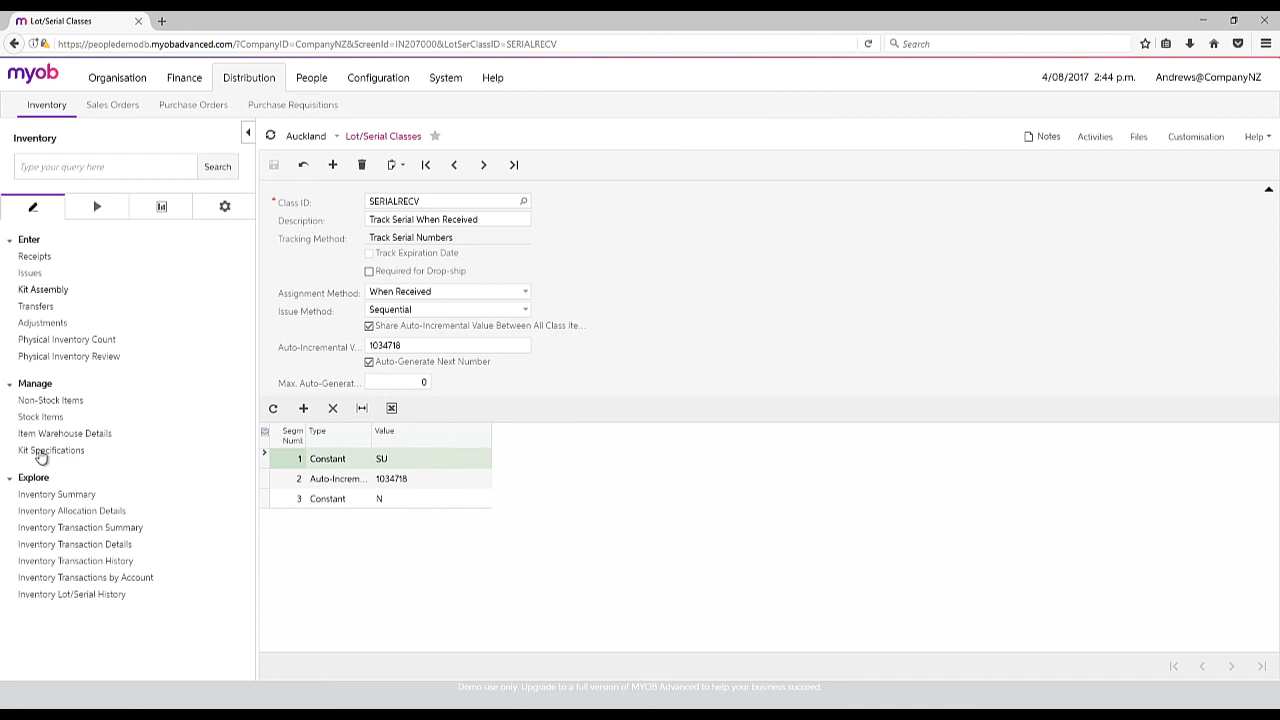 Lot/Serial Classes
https://peopledemodb.myobadvanced.com/?CompanyID=CompanyNZ&ScreenId=IN207000&LotSerClassID=SERIALRECV
Search
myob
Organisation Finance Distribution People Configuration System Help
4/08/2017 2:44 p.m. Andrews@CompanyNZ
Inventory Sales Orders Purchase Orders Purchase Requisitions
Inventory
Type your query here Search
Enter
Receipts
Issues
Kit Assembly
Transfers
Adjustments
Physical Inventory Count
Physical Inventory Review
Manage
Non-Stock Items
Stock Items
Item Warehouse Details
Kit Specifications
Explore
Inventory Summary
Inventory Allocation Details
Inventory Transaction Summary
Inventory Transaction Details
Inventory Transaction History
Inventory Transactions by Account
Inventory Lot/Serial History
Auckland Lot/Serial Classes
Notes Activities Files Customisation Help
* Class ID: SERIALRECV
Description: Track Serial When Received
Tracking Method: Track Serial Numbers
Track Expiration Date
Required for Drop-ship
Assignment Method: When Received
Issue Method: Sequential
Share Auto-Incremental Value Between All Class Ite...
Auto-Incremental V... 1034718
Auto-Generate Next Number
Max. Auto-Generat... 0
Segm Numt Type Value
1 Constant SU
2 Auto-Increm... 1034718
3 Constant N
Demo use only. Upgrade to a full version of MYOB Advanced to help your business succeed